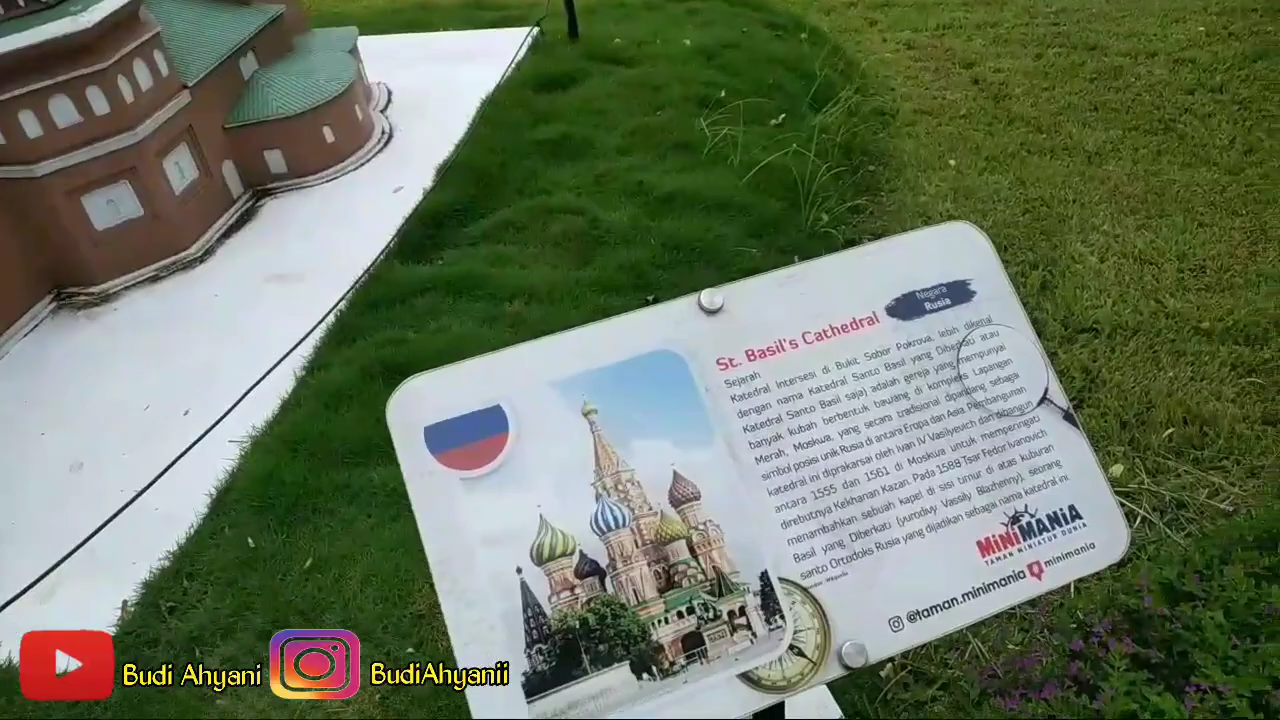 Negara
Rusia
St. Basil's Cathedral
Sejarah
Katedral Intersesi di Bukit Sobor Pokrova, lebih dikenal
dengan nama Katedral Santo Basil yang Diberkati atau
Katedral Santo Basil saja) adalah gereja yang mempunyai
banyak kubah berbentuk bawang di kompleks Lapangan
Merah, Moskwa, yang secara tradisional dipandang sebagai
simbol posisi unik Rusia di antara Eropa dan Asia Pembangunan
katedral ini diprakarsai oleh Ivan IV Vasilyevich dan dibangun
antara 1555 dan 1561 di Moskwa untuk memperingati
direbutnya Kekhanan Kazan. Pada 1588 Tsar Fedor Ivanovich
menambahkan sebuah kapel di sisi timur di atas kuburan
Basil yang Diberkati (yurodivy Vassily Blazhenny), seorang
santo Ortodoks Rusia yang dijadikan sebagai nama katedral ini
MiNiMANiA
TAMAN MINIATUR DUNIA
@taman.minimania minimania
Budi Ahyani BudiAhyanii